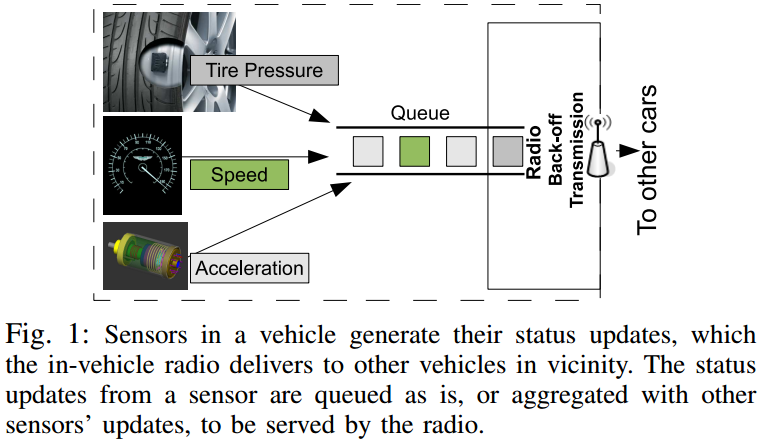 Tire Pressure
Queue
Speed
Acceleration
Radio
Back-off
Transmission
To other cars
Fig. 1: Sensors in a vehicle generate their status updates, which
the in-vehicle radio delivers to other vehicles in vicinity. The status
updates from a sensor are queued as is, or aggregated with other
sensors’ updates, to be served by the radio.